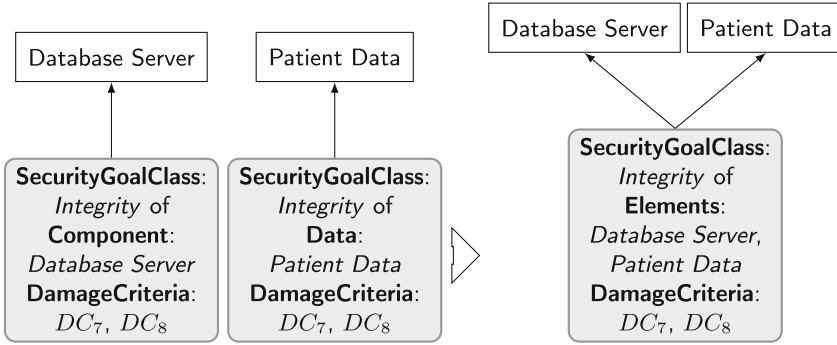 Database Server
Patient Data
Database Server
Patient Data
SecurityGoalClass:
Integrity of
Component:
Database Server
DamageCriteria:
DC₇, DC₈
SecurityGoalClass:
Integrity of
Data:
Patient Data
DamageCriteria:
DC₇, DC₈
SecurityGoalClass:
Integrity of
Elements:
Database Server,
Patient Data
DamageCriteria:
DC₇, DC₈